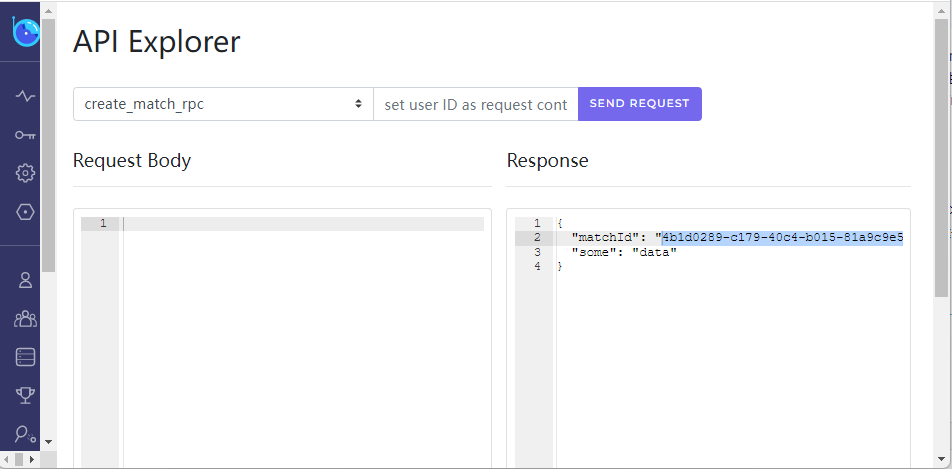 API Explorer
create_match_rpc
set user ID as request cont
SEND REQUEST
Request Body
Response
1
1 {
2 "matchId": "4b1d0289-c179-40c4-b015-81a9c9e5
3 "some": "data"
4 }